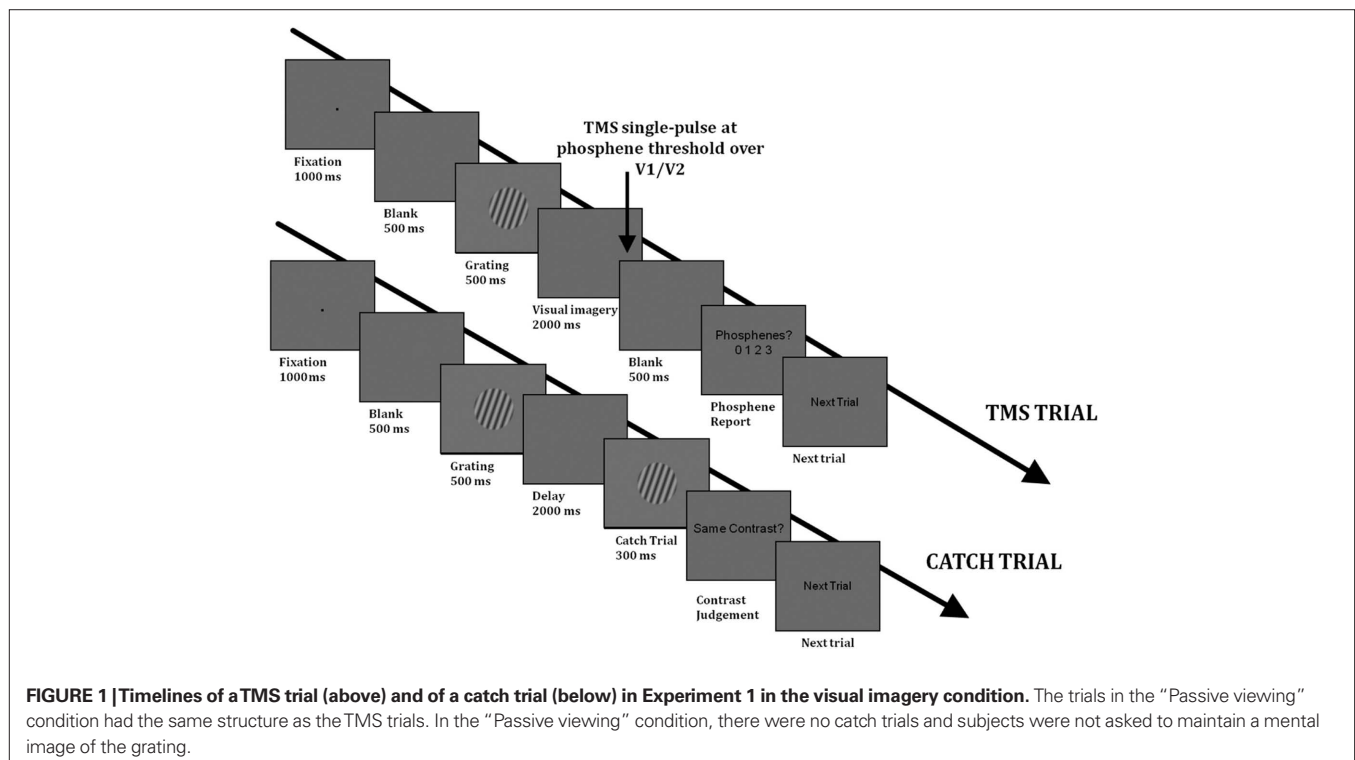 TMS single-pulse at
phosphene threshold over
V1/V2
Fixation
1000 ms
Blank
500 ms
Grating
500 ms
Visual imagery
2000 ms
Blank
500 ms
Phosphenes?
0 1 2 3
Phosphene
Report
Next Trial
Next trial
TMS TRIAL
Fixation
1000 ms
Blank
500 ms
Grating
500 ms
Delay
2000 ms
Catch Trial
300 ms
Same Contrast?
Contrast
Judgement
Next Trial
Next trial
CATCH TRIAL
FIGURE 1 | Timelines of a TMS trial (above) and of a catch trial (below) in Experiment 1 in the visual imagery condition. The trials in the “Passive viewing”
condition had the same structure as the TMS trials. In the “Passive viewing” condition, there were no catch trials and subjects were not asked to maintain a mental
image of the grating.